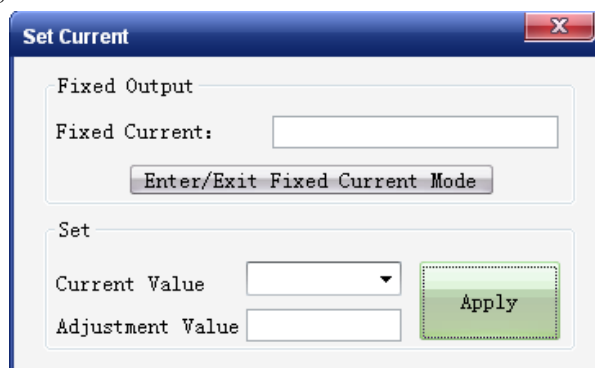 Set Current
Fixed Output
Fixed Current:
Enter/Exit Fixed Current Mode
Set
Current Value
Apply
Adjustment Value